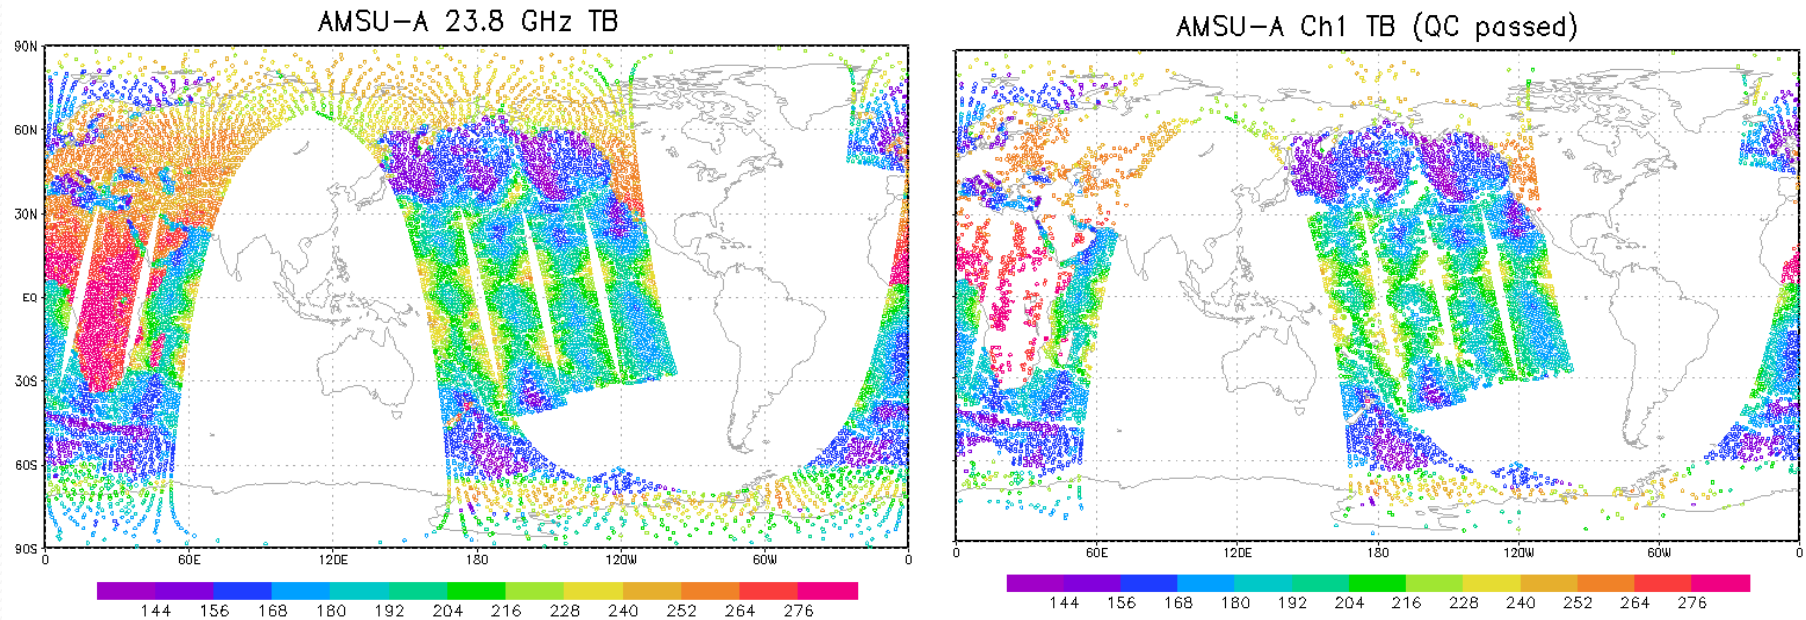 AMSU-A 23.8 GHz TB
90N
60N
30N
EQ
30S
60S
90S
0 60E 120E 180 120W 60W 0
144 156 168 180 192 204 216 228 240 252 264 276
AMSU-A Ch1 TB (QC passed)
0 60E 120E 180 120W 60W 0
144 156 168 180 192 204 216 228 240 252 264 276